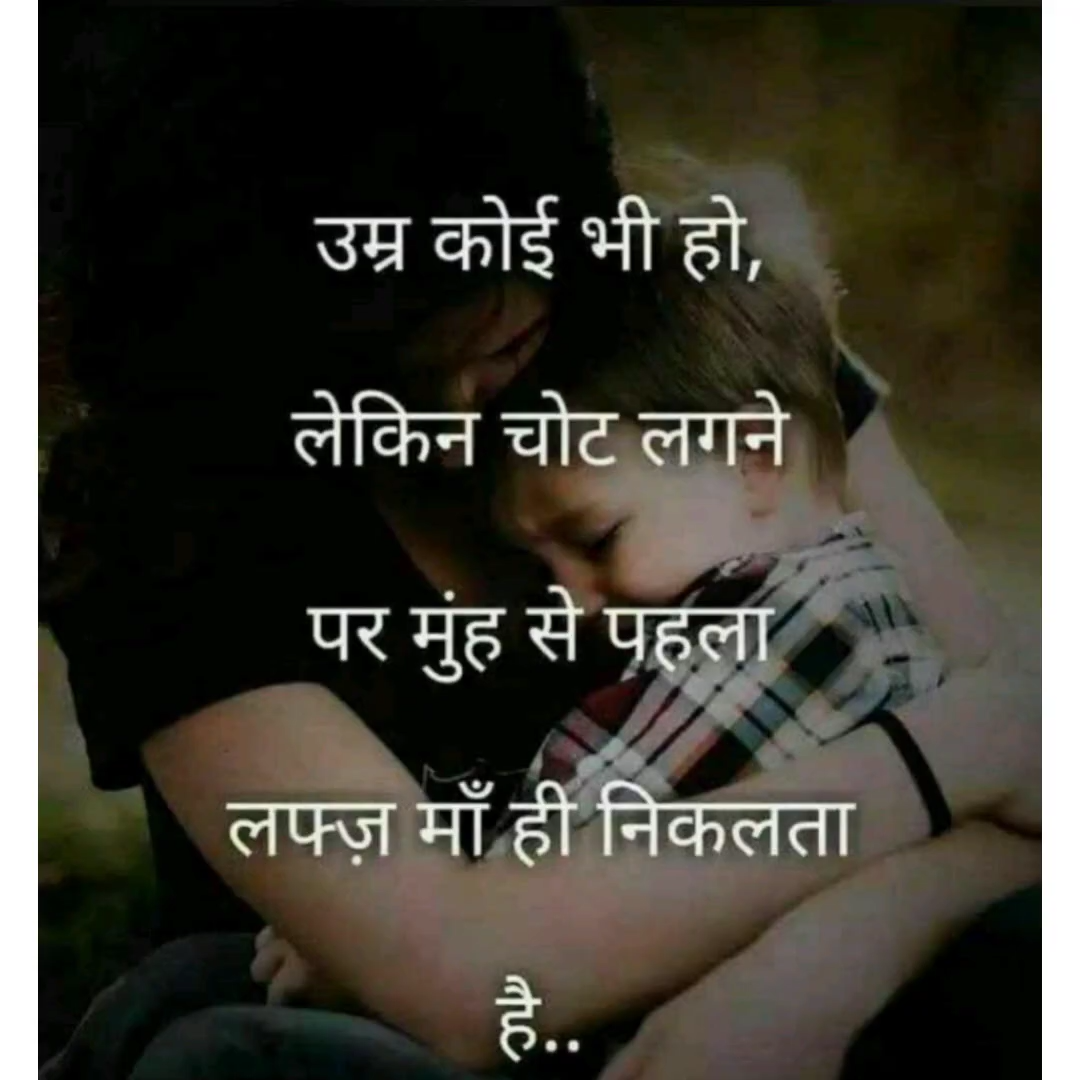 उम्र कोई भी हो,
लेकिन चोट लगने
पर मुंह से पहला
लफ्ज़ माँ ही निकलता
है..